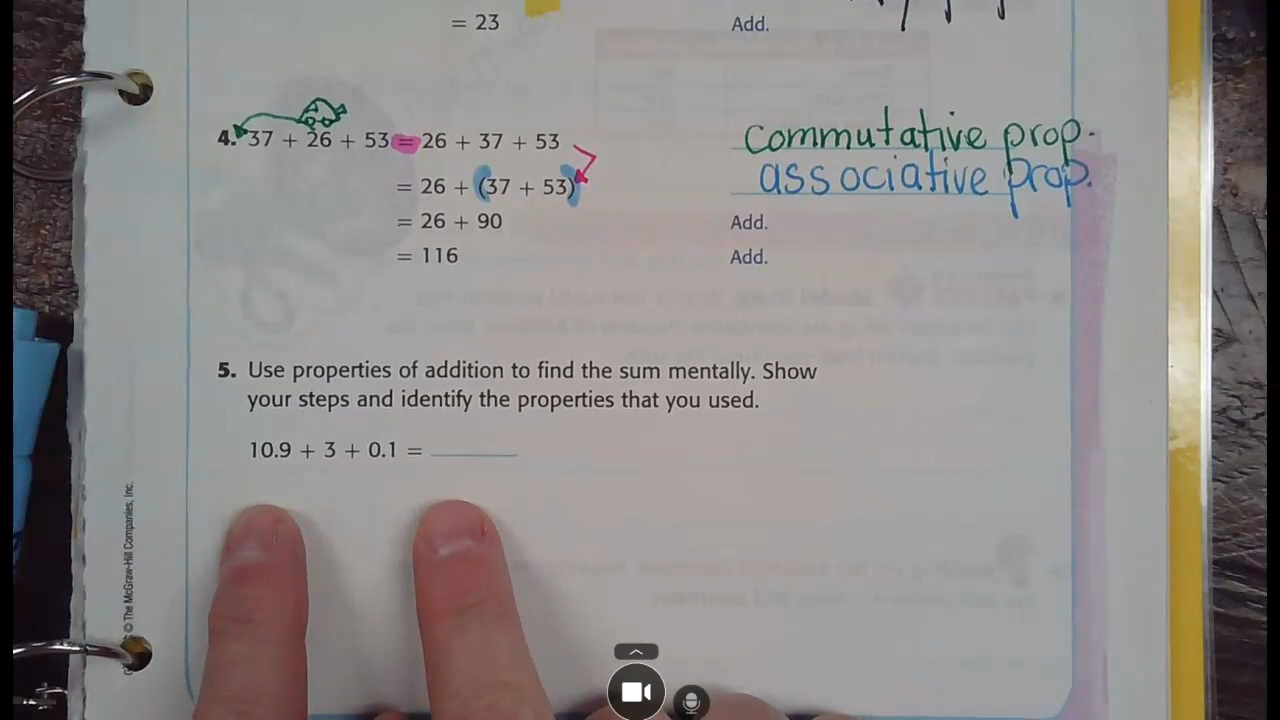 = 23 Add.
4. 37 + 26 + 53 = 26 + 37 + 53 commutative prop.
= 26 + (37 + 53) associative prop.
= 26 + 90 Add.
= 116 Add.
5. Use properties of addition to find the sum mentally. Show
your steps and identify the properties that you used.
10.9 + 3 + 0.1 =
© The McGraw-Hill Companies, Inc.